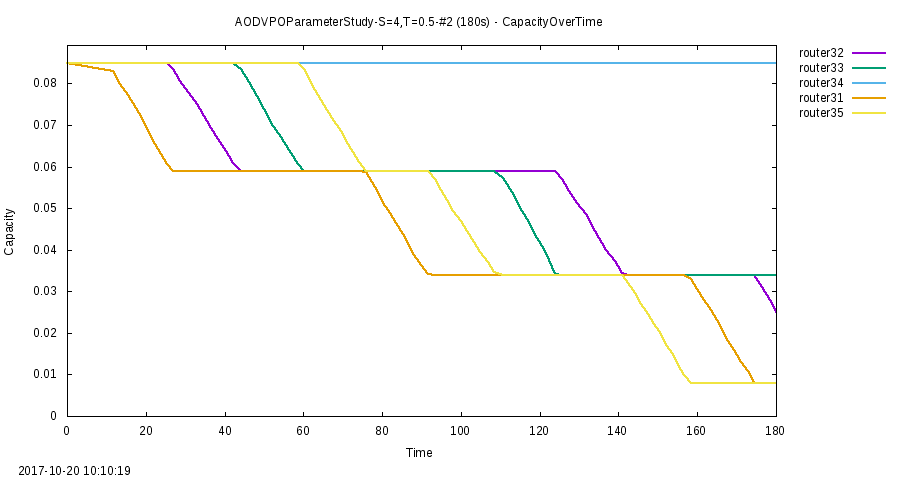 AODVPOParameterStudy-S=4,T=0.5-#2 (180s) - CapacityOverTime
router32
router33
router34
router31
router35
0.08
0.07
0.06
0.05
0.04
0.03
0.02
0.01
0
Capacity
0 20 40 60 80 100 120 140 160 180
Time
2017-10-20 10:10:19